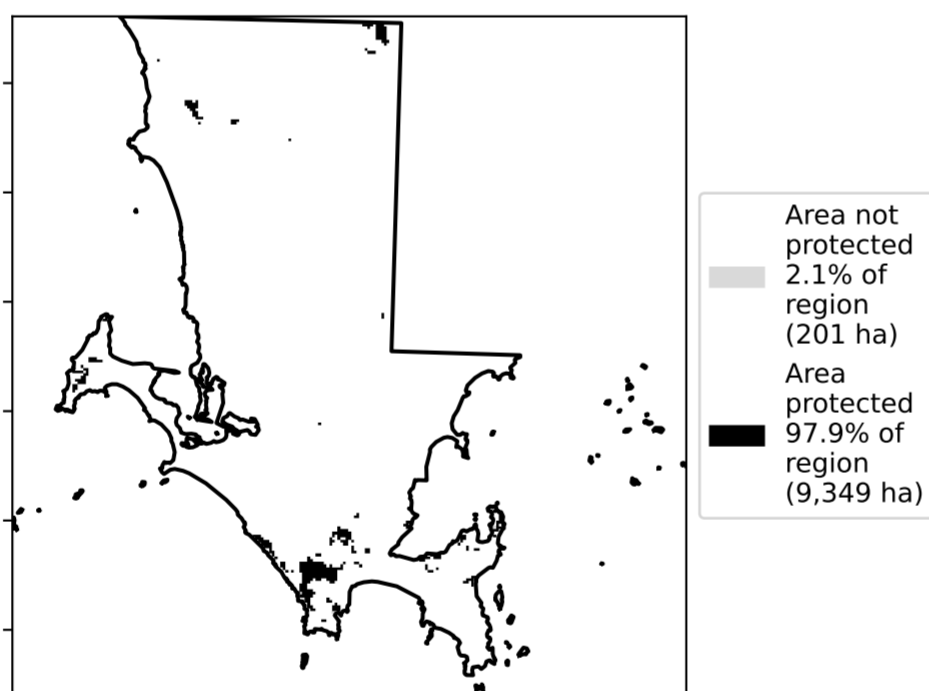 Area not
protected
2.1% of
region
(201 ha)
Area
protected
97.9% of
region
(9,349 ha)